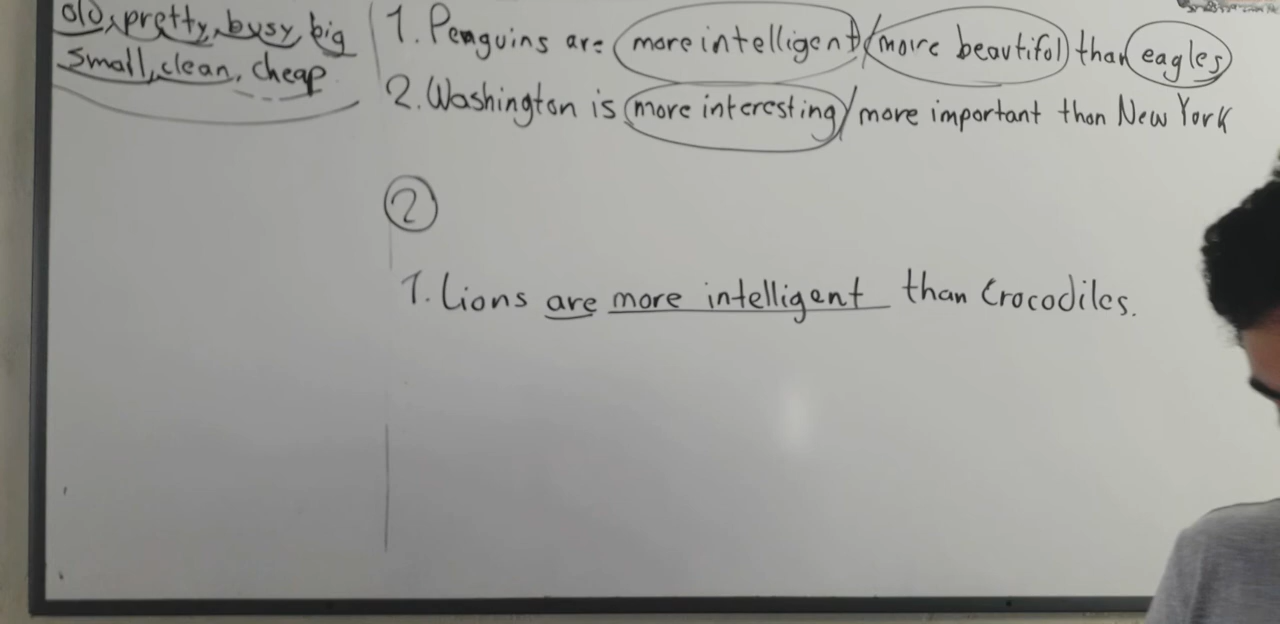 old, pretty, busy, big
small, clean, cheap
1. Penguins are more intelligent/more beautiful than eagles
2. Washington is more interesting/more important than New York
2
1. Lions are more intelligent than Crocodiles.